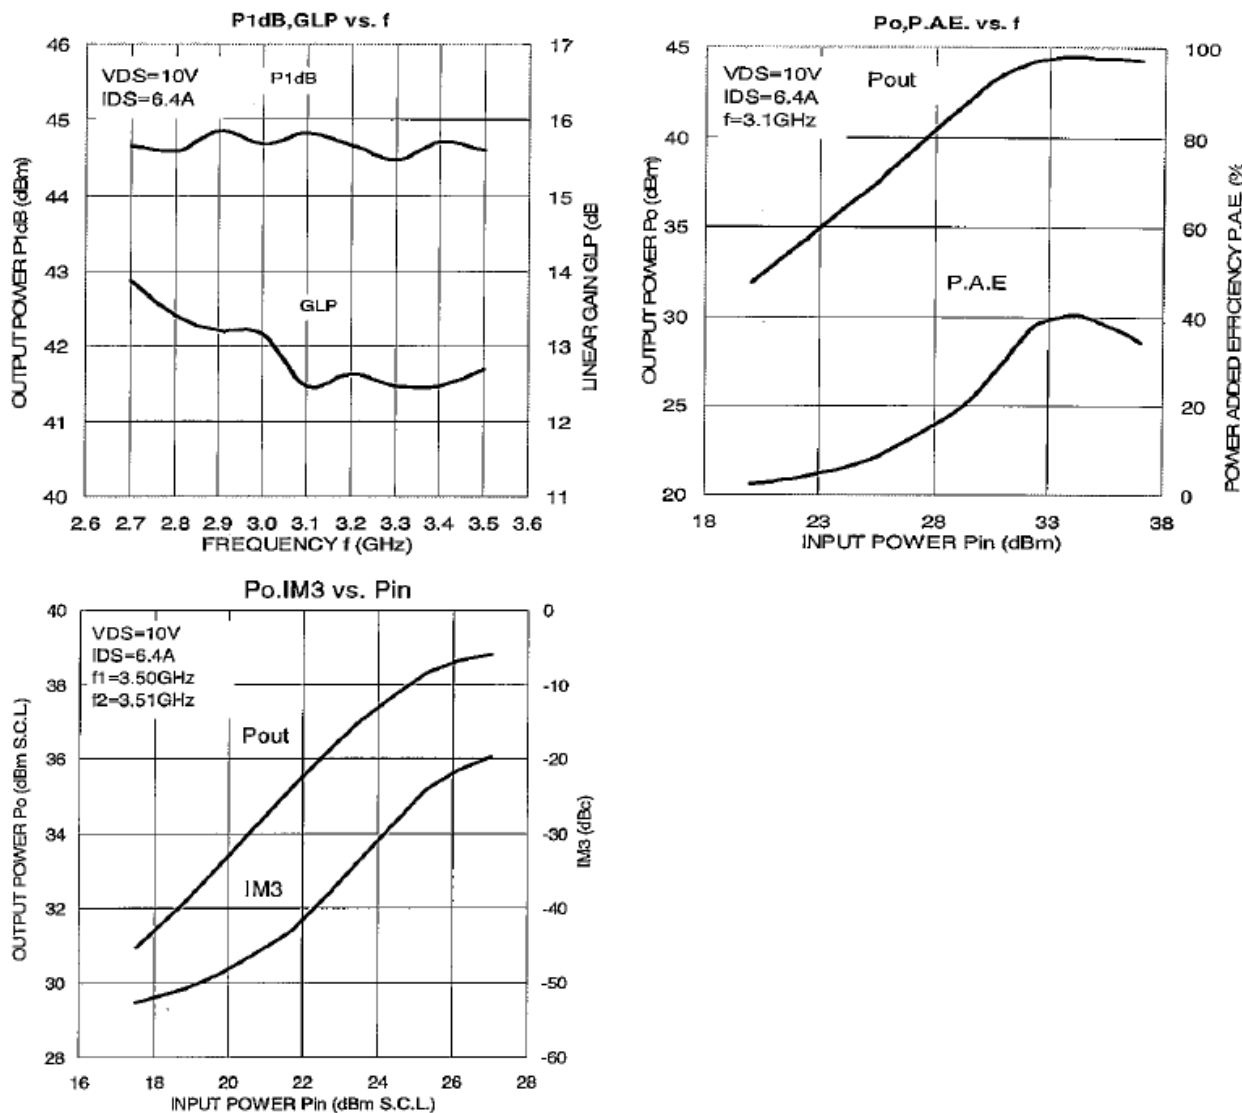 P1dB,GLP vs. f
46
45
44
43
42
41
40
OUTPUT POWER P1dB (dBm)
VDS=10V
IDS=6.4A
P1dB
GLP
17
16
15
14
13
12
11
LINEAR GAIN GLP (dB
2.6 2.7 2.8 2.9 3.0 3.1 3.2 3.3 3.4 3.5 3.6
FREQUENCY f (GHz)
Po,P.A.E. vs. f
45
40
35
30
25
20
OUTPUT POWER Po (dBm)
VDS=10V
IDS=6.4A
f=3.1GHz
Pout
P.A.E
100
80
60
40
20
0
POWER ADDED EFFICIENCY P.A.E. (%
18 23 28 33 38
INPUT POWER Pin (dBm)
Po.IM3 vs. Pin
40
38
36
34
32
30
28
OUTPUT POWER Po (dBm S.C.L.)
VDS=10V
IDS=6.4A
f1=3.50GHz
f2=3.51GHz
Pout
IM3
0
-10
-20
-30
-40
-50
-60
IM3 (dBc)
16 18 20 22 24 26 28
INPUT POWER Pin (dBm S.C.L.)